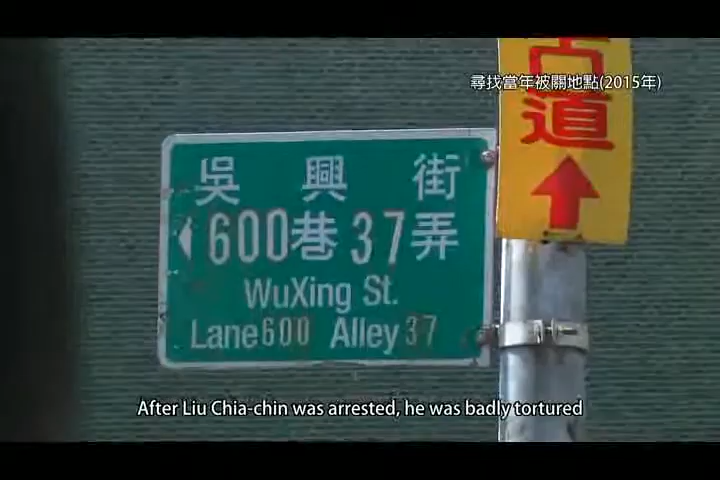 尋找當年被關地點(2015年)
古道
吳興街
600巷37弄
WuXing St.
Lane600 Alley37
After Liu Chia-chin was arrested, he was badly tortured